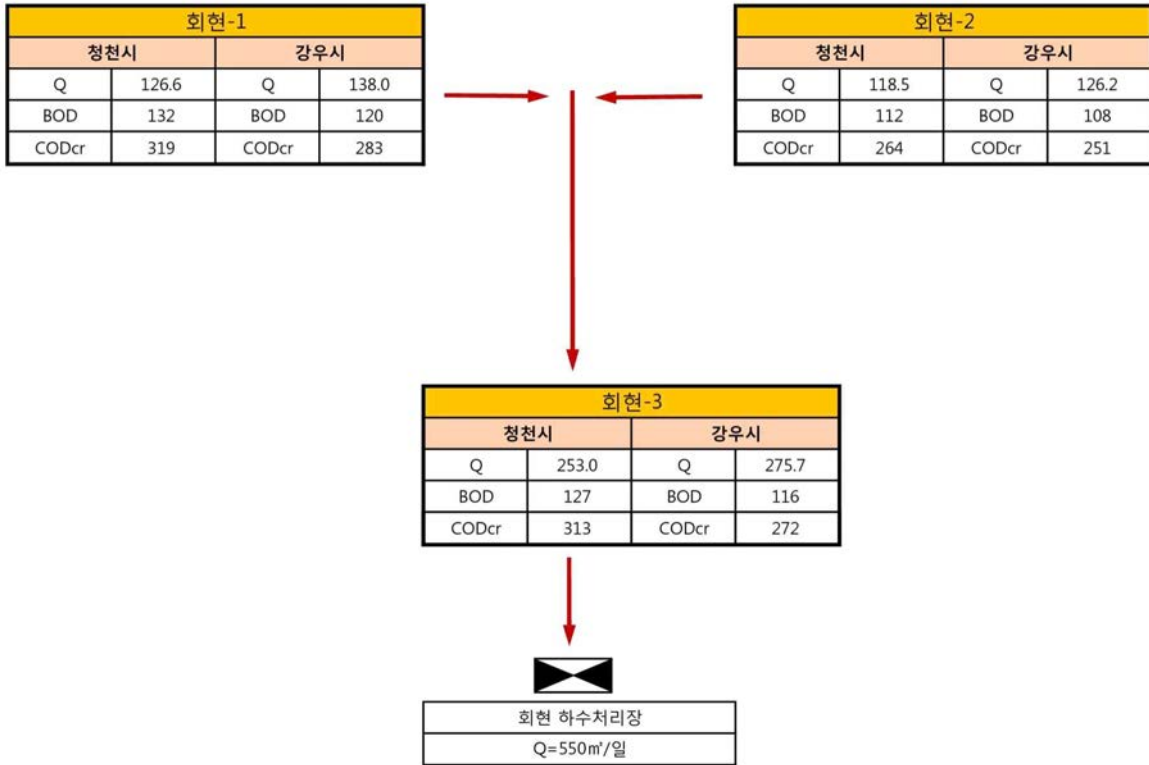 회현-1
청천시 강우시
Q 126.6 Q 138.0
BOD 132 BOD 120
CODcr 319 CODcr 283
회현-2
청천시 강우시
Q 118.5 Q 126.2
BOD 112 BOD 108
CODcr 264 CODcr 251
회현-3
청천시 강우시
Q 253.0 Q 275.7
BOD 127 BOD 116
CODcr 313 CODcr 272
회현 하수처리장
Q=550㎥/일